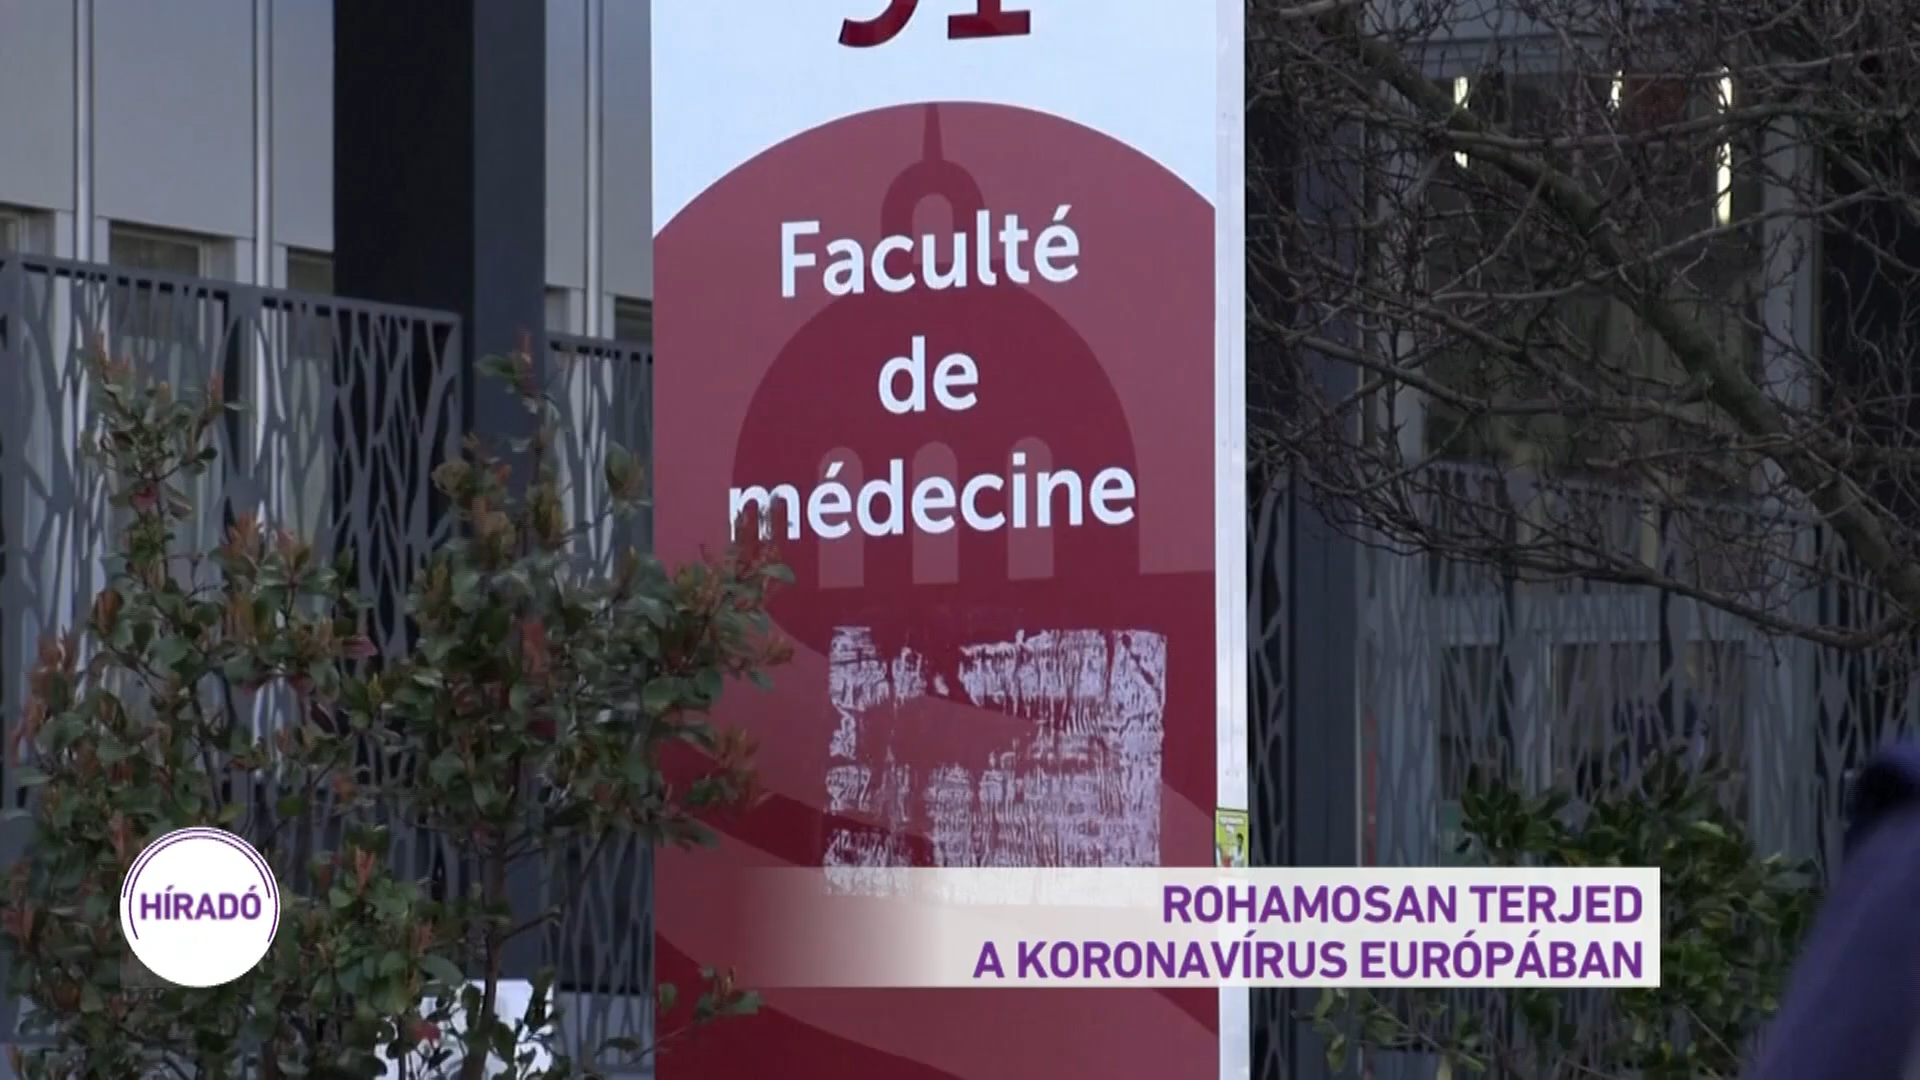 Faculté
de
médecine
HÍRADÓ
ROHAMOSAN TERJED
A KORONAVÍRUS EURÓPÁBAN